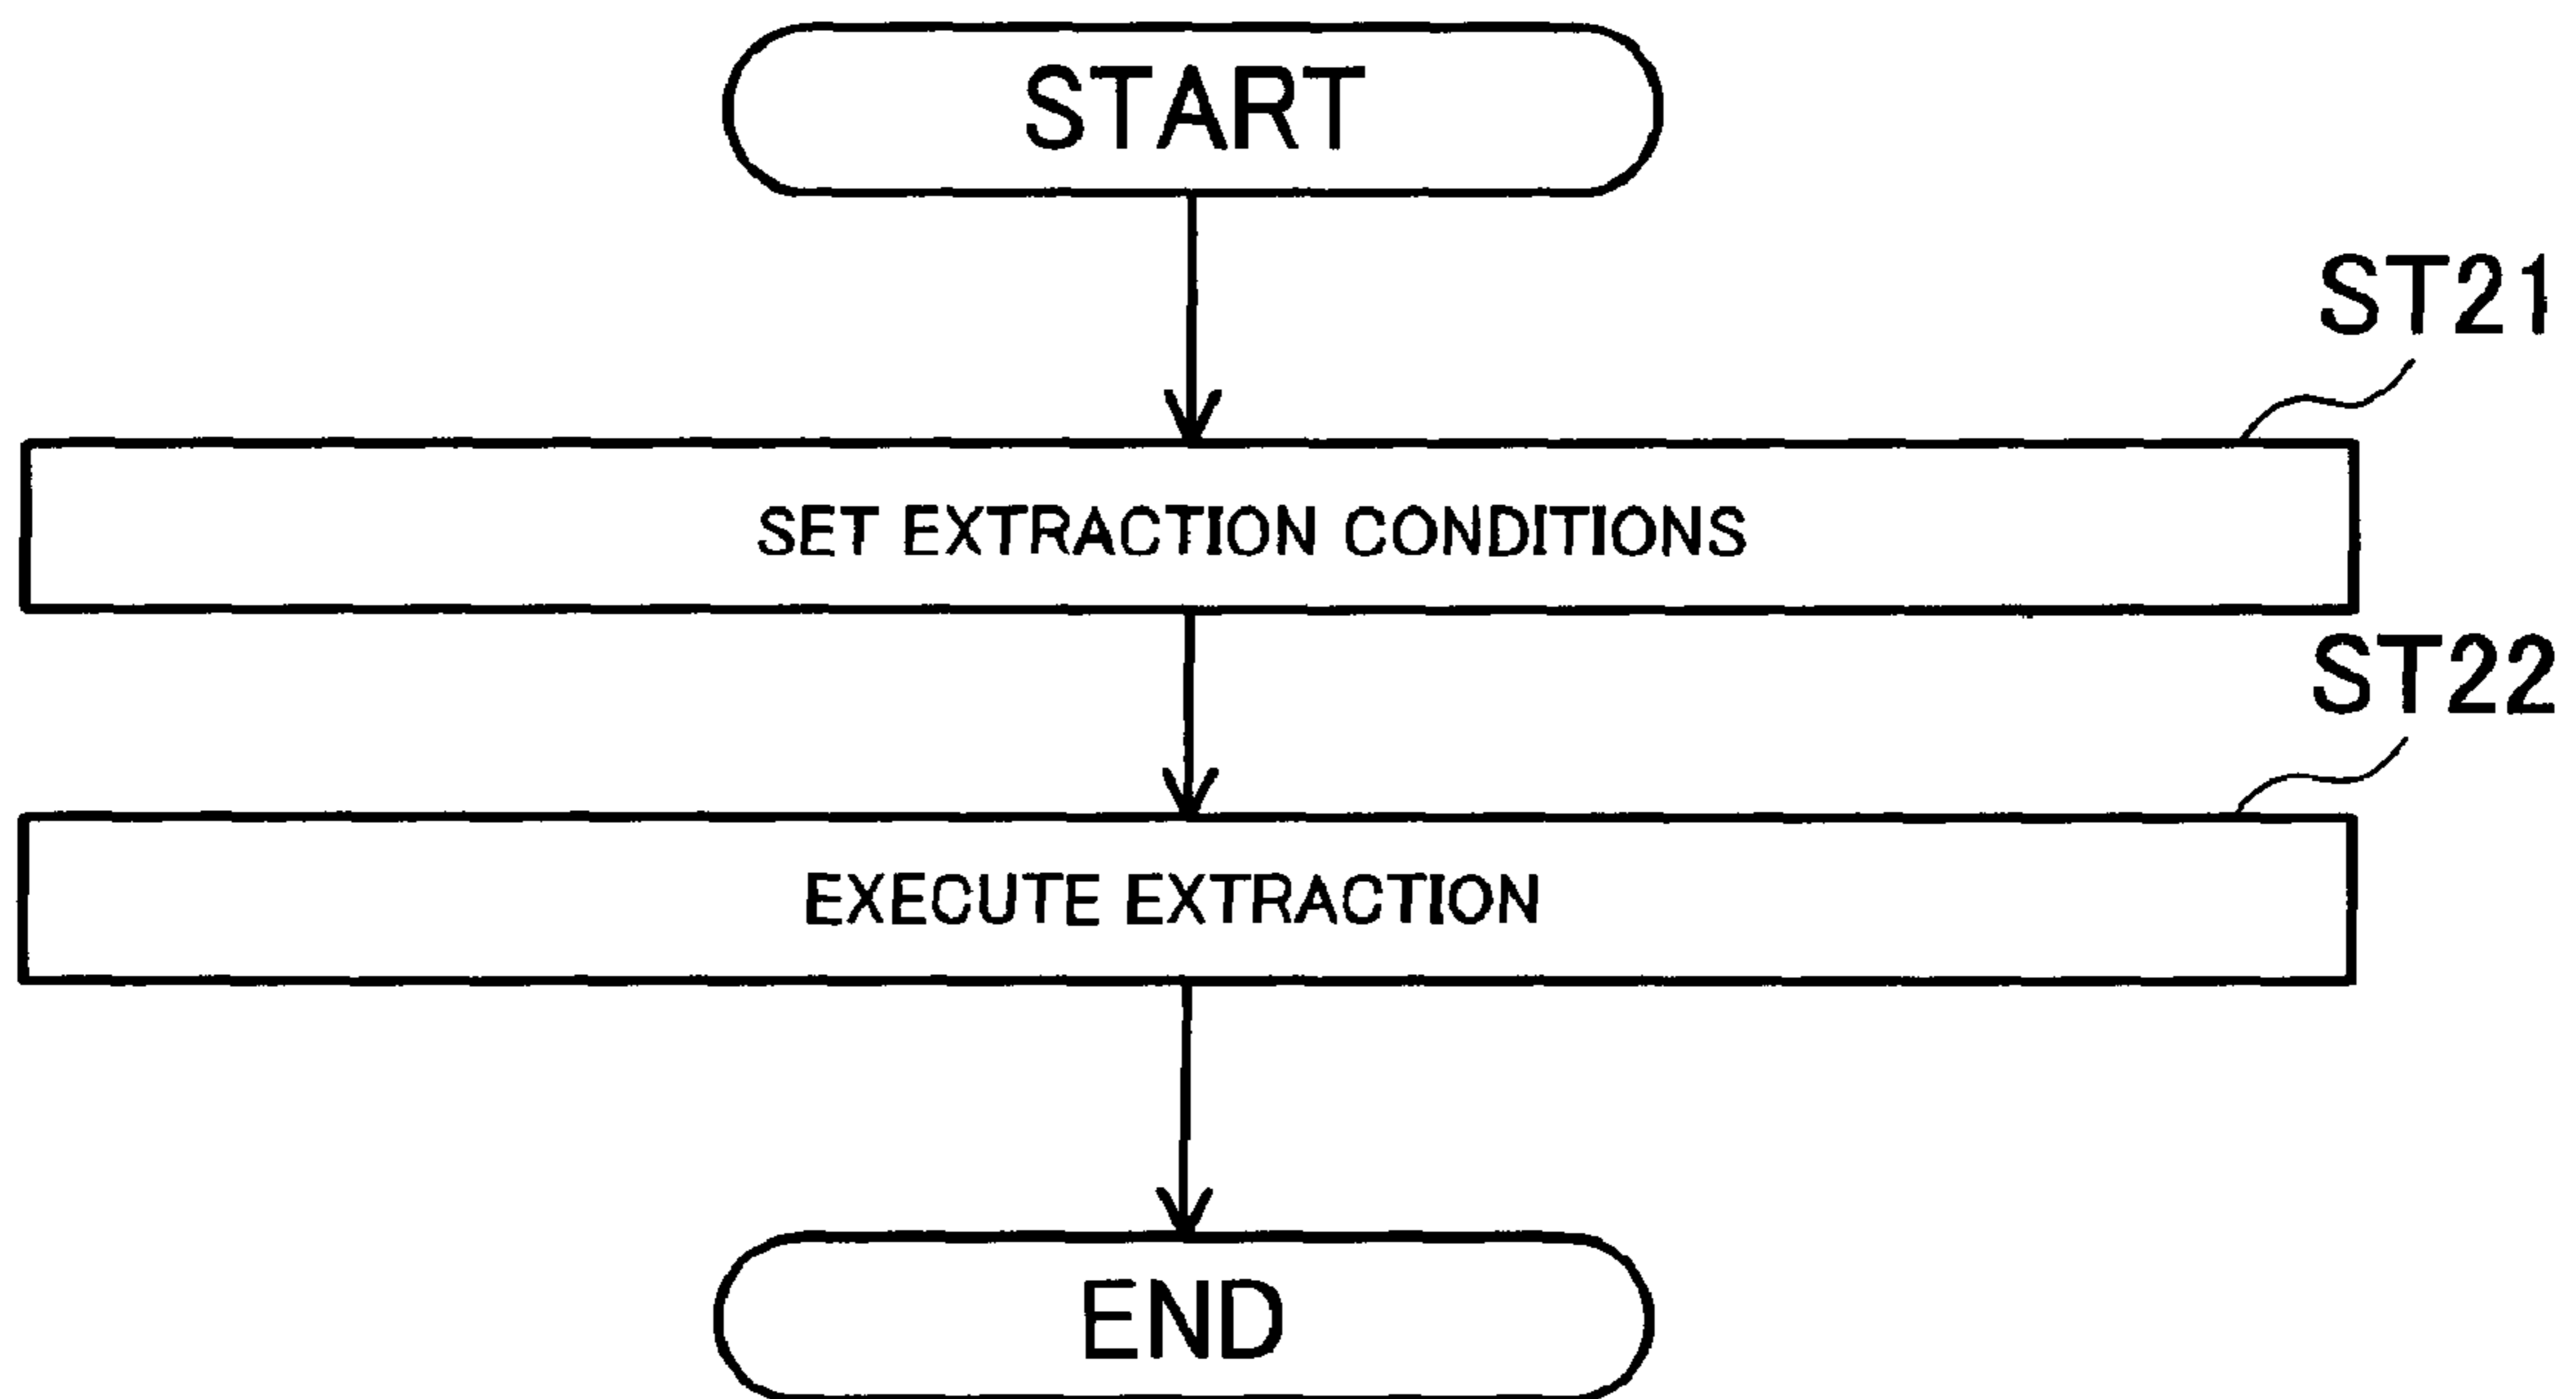 START
ST21
SET EXTRACTION CONDITIONS
ST22
EXECUTE EXTRACTION
END